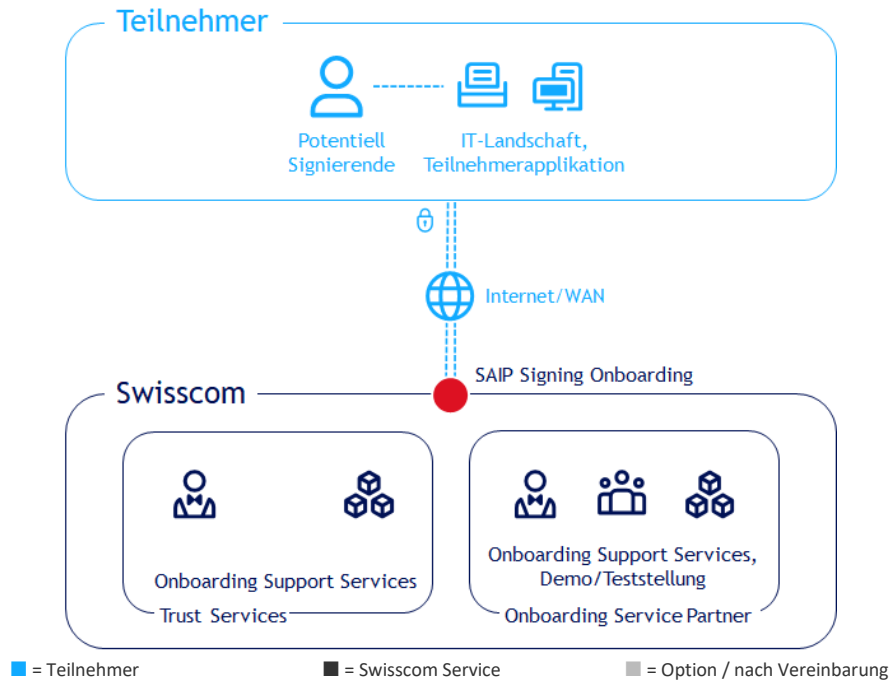 Teilnehmer
Potentiell
Signierende
IT-Landschaft,
Teilnehmerapplikation
Internet/WAN
SAIP Signing Onboarding
Swisscom
Onboarding Support Services
Trust Services
Onboarding Support Services,
Demo/Teststellung
Onboarding Service Partner
= Teilnehmer
= Swisscom Service
= Option / nach Vereinbarung